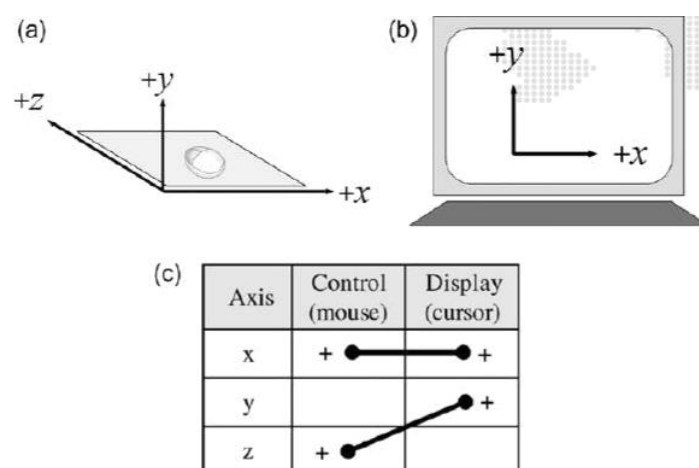 (a)
+y
+z
+x
(b)
+y
+x
(c)
Axis Control (mouse) Display (cursor)
x + +
y +
z +